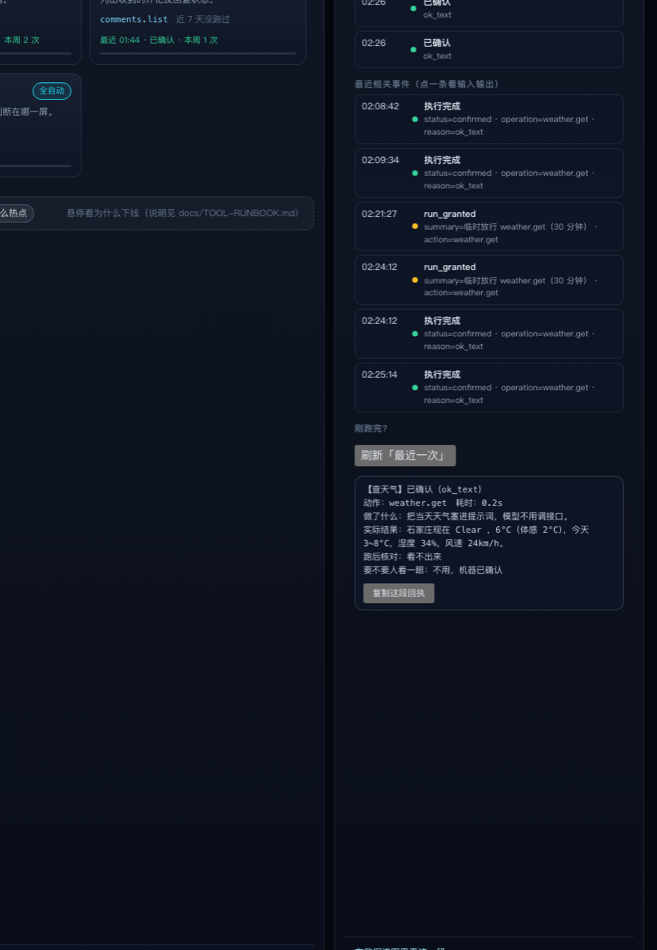 comments.list 近 7 天没跑过
本周 2 次
最近 01:44 · 已确认 · 本周 1 次
全自动
断在哪一屏。
么热点
悬停看为什么下线（说明见 docs/TOOL-RUNBOOK.md）
02:26
已确认
ok_text
02:26
已确认
ok_text
最近相关事件（点一条看输入输出）
02:08:42
执行完成
status=confirmed · operation=weather.get ·
reason=ok_text
02:09:34
执行完成
status=confirmed · operation=weather.get ·
reason=ok_text
02:21:27
run_granted
summary=临时放行 weather.get（30 分钟） ·
action=weather.get
02:24:12
run_granted
summary=临时放行 weather.get（30 分钟） ·
action=weather.get
02:24:12
执行完成
status=confirmed · operation=weather.get ·
reason=ok_text
02:25:14
执行完成
status=confirmed · operation=weather.get ·
reason=ok_text
刚跑完？
刷新「最近一次」
【查天气】已确认（ok_text）
动作：weather.get 耗时：0.2s
做了什么：把当天天气塞进提示词，模型不用调接口。
实际结果：石家庄现在 Clear ，6°C（体感 2°C），今天
3~8°C，湿度 34%，风速 24km/h。
跑后核对：看不出来
要不要人看一眼：不用，机器已确认
复制这段回执